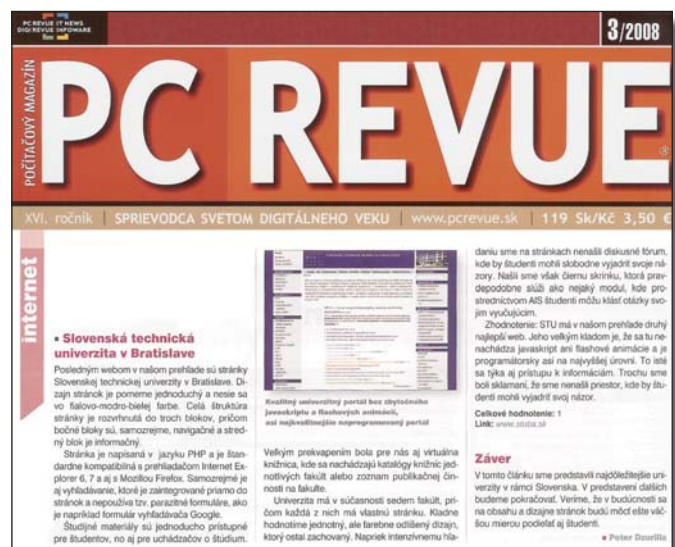 PC REVUE IT NEWS
DIGI REVUE INFOWARE
3/2008
POČÍTAČOVÝ MAGAZÍN
PC REVUE®
XVI. ročník | SPRIEVODCA SVETOM DIGITÁLNEHO VEKU | www.pcrevue.sk | 119 Sk/Kč 3,50 €
internet
▪ Slovenská technická
univerzita v Bratislave
Posledným webom v našom prehľade sú stránky
Slovenskej technickej univerzity v Bratislave. Di-
zajn stránok je pomerne jednoduchý a nesie sa
vo fialovo-modro-bielej farbe. Celá štruktúra
stránky je rozvrhnutá do troch blokov, pričom
bočné bloky sú, samozrejme, navigačné a stred-
ný blok je informačný.
Stránka je napísaná v jazyku PHP a je štan-
dardne kompatibilná s prehliadačom Internet Ex-
plorer 6, 7 a aj s Mozillou Firefox. Samozrejmé je
aj vyhľadávanie, ktoré je zaintegrované priamo do
stránok a nepoužíva tzv. parazitné formuláre, ako
je napríklad formulár vyhľadávača Google.
Študijné materiály sú jednoducho prístupné
pre študentov, no aj pre uchádzačov o štúdium.
Kvalitný univerzitný portál bez zbytočného
javaskriptu a flashových animácií,
asi najkvalitnejšie naprogramovaný portál
Veľkým prekvapením bola pre nás aj virtuálna
knižnica, kde sa nachádzajú katalógy knižníc jed-
notlivých fakúlt alebo zoznam publikačnej čin-
nosti na fakulte.
Univerzita má v súčasnosti sedem fakúlt, pri-
čom každá z nich má vlastnú stránku. Kladne
hodnotíme jednotný, ale farebne odlíšený dizajn,
ktorý ostal zachovaný. Napriek intenzívnemu hľa-
daniu sme na stránkach nenašli diskusné fórum,
kde by študenti mohli slobodne vyjadriť svoje ná-
zory. Našli sme však čiernu skrinku, ktorá prav-
depodobne slúži ako nejaký modul, kde pro-
stredníctvom AIS študenti môžu klásť otázky svo-
jim vyučujúcim.
Zhodnotenie: STU má v našom prehľade druhý
najlepší web. Jeho veľkým kladom je, že sa tu ne-
nachádza javaskript ani flashové animácie a je
programátorsky asi na najvyššej úrovni. To isté
sa týka aj prístupu k informáciám. Trochu sme
boli sklamaní, že sme nenašli priestor, kde by štu-
denti mohli vyjadriť svoj názor.
Celkové hodnotenie: 1
Link: www.stuba.sk
Záver
V tomto článku sme predstavili najdôležitejšie uni-
verzity v rámci Slovenska. V predstavení ďalších
budeme pokračovať. Veríme, že v budúcnosti sa
na obsahu a dizajne stránok budú môcť ešte väč-
šou mierou podieľať aj študenti.
▪ Peter Dzurilla